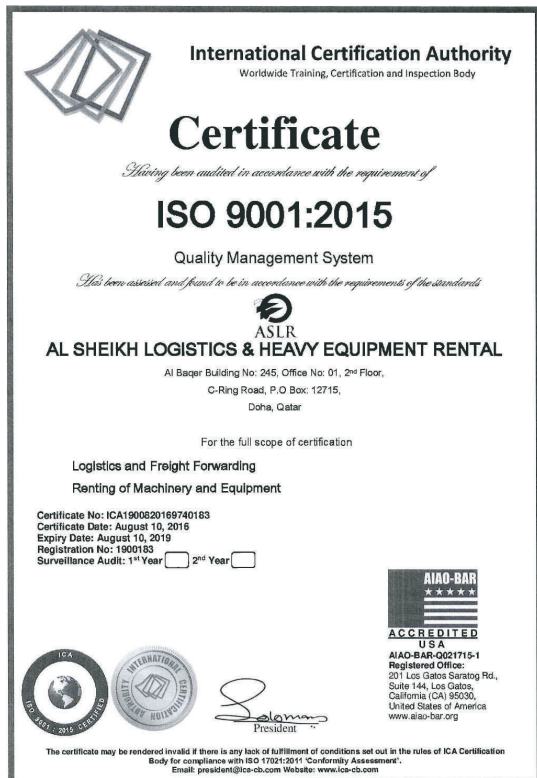 International Certification Authority
Worldwide Training, Certification and Inspection Body
Certificate
Having been audited in accordance with the requirement of
ISO 9001:2015
Quality Management System
Has been assessed and found to be in accordance with the requirements of the standards
ASLR
AL SHEIKH LOGISTICS & HEAVY EQUIPMENT RENTAL
Al Baqer Building No: 245, Office No: 01, 2nd Floor,
C-Ring Road, P.O Box: 12715,
Doha, Qatar
For the full scope of certification
Logistics and Freight Forwarding
Renting of Machinery and Equipment
Certificate No: ICA1900820169740183
Certificate Date: August 10, 2016
Expiry Date: August 10, 2019
Registration No: 1900183
Surveillance Audit: 1st Year 2nd Year
AIAO-BAR
ACCREDITED
USA
AIAO-BAR-Q021715-1
Registered Office:
201 Los Gatos Saratog Rd.,
Suite 144, Los Gatos,
California (CA) 95030,
United States of America
www.aiao-bar.org
ICA
ISO 9001 : 2015 CERTIFIED
INTERNATIONAL CERTIFICATION AUTHORITY
Solomon
President
The certificate may be rendered invalid if there is any lack of fulfillment of conditions set out in the rules of ICA Certification
Body for compliance with ISO 17021:2011 'Conformity Assessment'.
Email: president@ica-cb.com Website: www.ica-cb.com